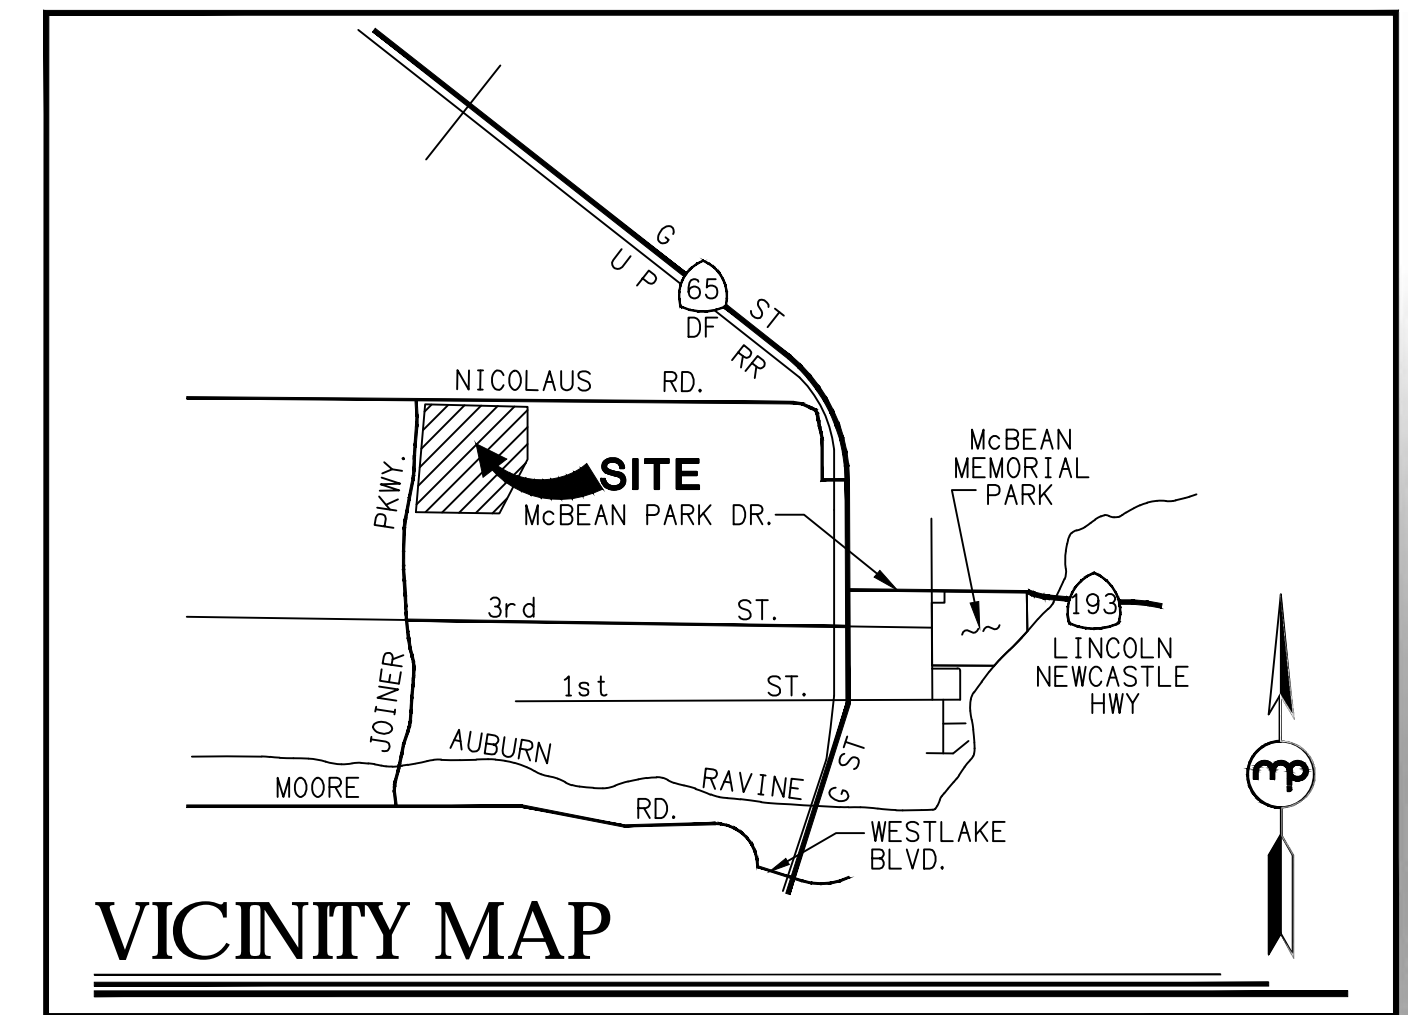 G ST
UP RR
65
DF
NICOLAUS RD.
SITE
McBEAN PARK DR.
McBEAN
MEMORIAL
PARK
JOINER PKWY.
3rd ST.
193
LINCOLN
NEWCASTLE
HWY
1st ST.
AUBURN RAVINE
G ST
MOORE RD.
mp
WESTLAKE
BLVD.
VICINITY MAP